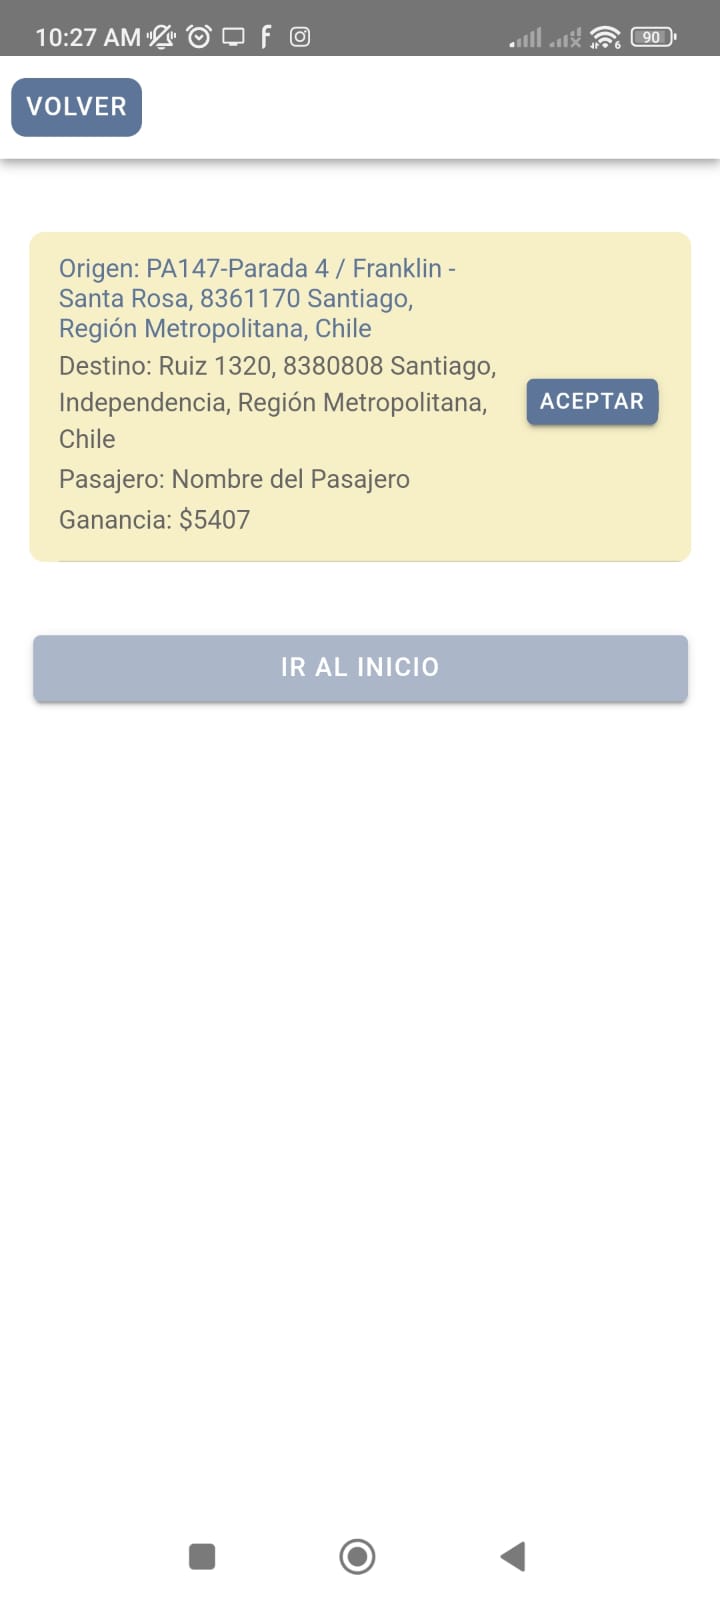 10:27 AM
90
VOLVER
Origen: PA147-Parada 4 / Franklin -
Santa Rosa, 8361170 Santiago,
Región Metropolitana, Chile
Destino: Ruiz 1320, 8380808 Santiago,
Independencia, Región Metropolitana,
Chile
ACEPTAR
Pasajero: Nombre del Pasajero
Ganancia: $5407
IR AL INICIO